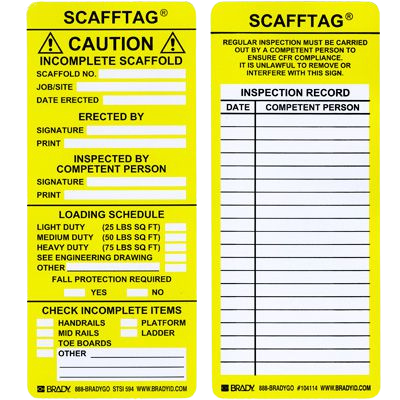 SCAFFTAG®
CAUTION
INCOMPLETE SCAFFOLD
SCAFFOLD NO.
JOB/SITE
DATE ERECTED
ERECTED BY
SIGNATURE
PRINT
INSPECTED BY
COMPETENT PERSON
SIGNATURE
PRINT
LOADING SCHEDULE
LIGHT DUTY (25 LBS SQ FT)
MEDIUM DUTY (50 LBS SQ FT)
HEAVY DUTY (75 LBS SQ FT)
SEE ENGINEERING DRAWING
OTHER
FALL PROTECTION REQUIRED
YES NO
CHECK INCOMPLETE ITEMS
HANDRAILS PLATFORM
MID RAILS LADDER
TOE BOARDS
OTHER
BRADY. 888-BRADYGO STSI 594 WWW.BRADYID.COM
SCAFFTAG®
REGULAR INSPECTION MUST BE CARRIED
OUT BY A COMPETENT PERSON TO
ENSURE CFR COMPLIANCE.
IT IS UNLAWFUL TO REMOVE OR
INTERFERE WITH THIS SIGN.
INSPECTION RECORD
DATE COMPETENT PERSON
BRADY. 888-BRADYGO #104114 WWW.BRADYID.COM